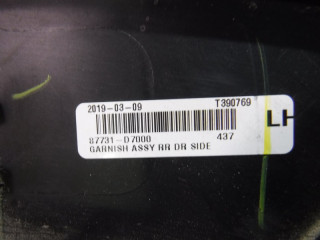 2019-03-09 T390769
87731-D7000 437
GARNISH ASSY RR DR SIDE
LH